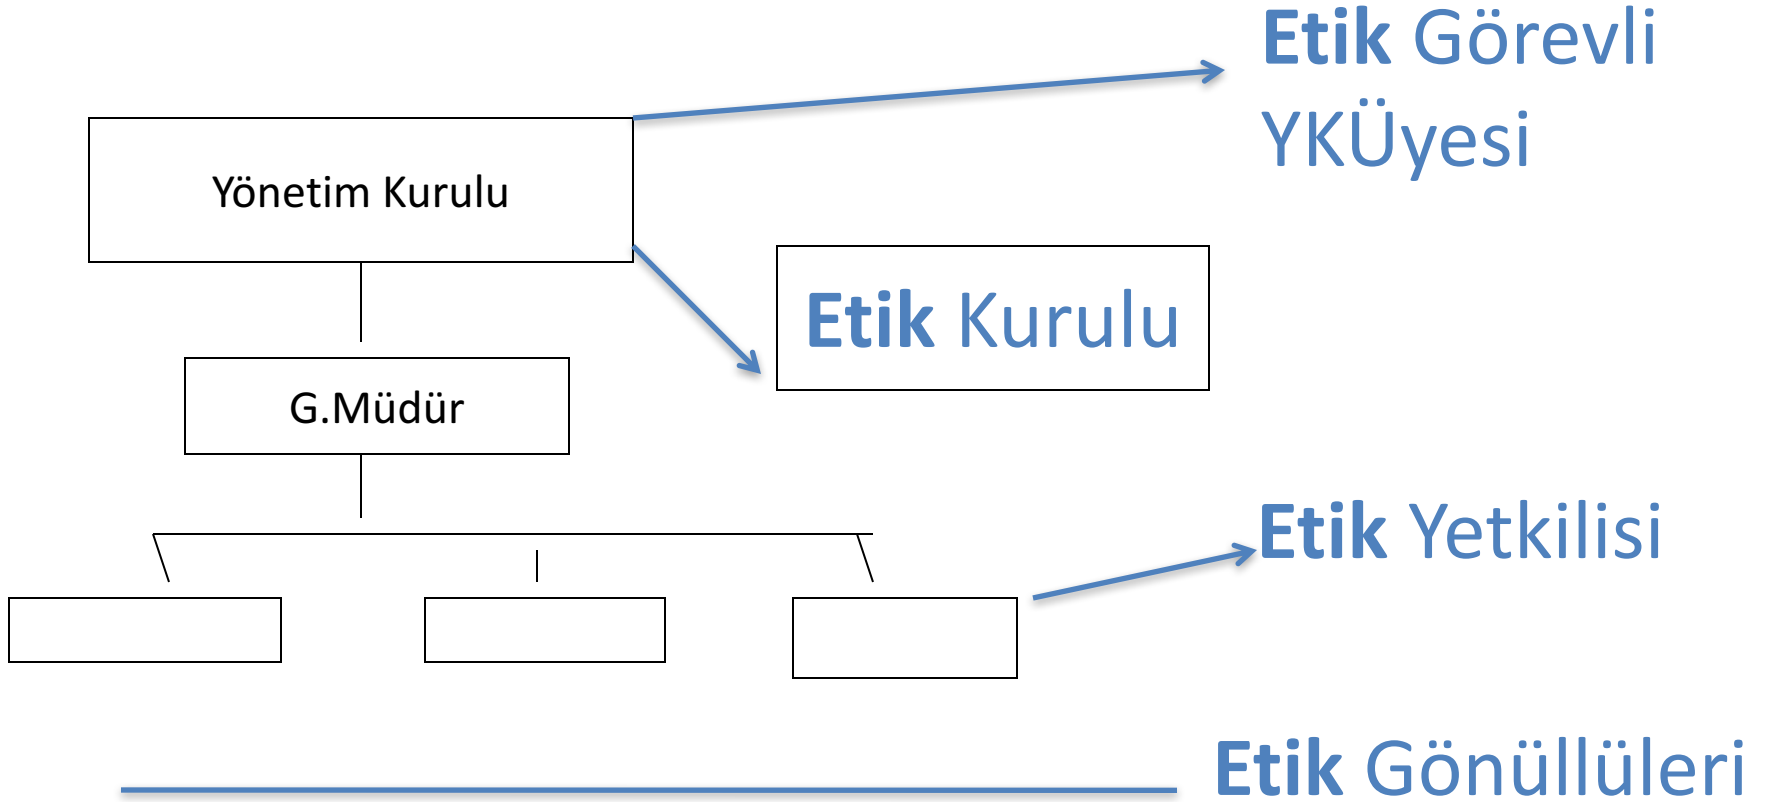 Etik Görevli
YKÜyesi
Yönetim Kurulu
Etik Kurulu
G.Müdür
Etik Yetkilisi
Etik Gönüllüleri